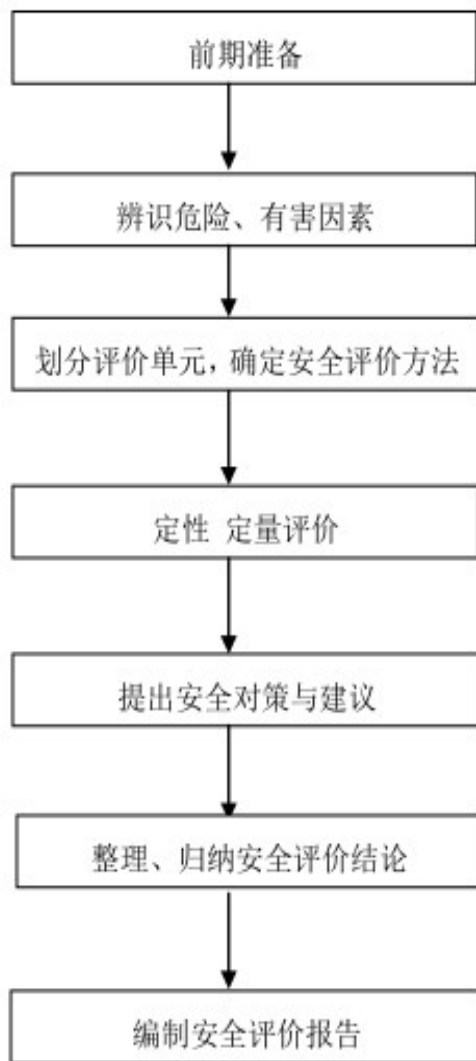 前期准备
辨识危险、有害因素
划分评价单元，确定安全评价方法
定性 定量评价
提出安全对策与建议
整理、归纳安全评价结论
编制安全评价报告